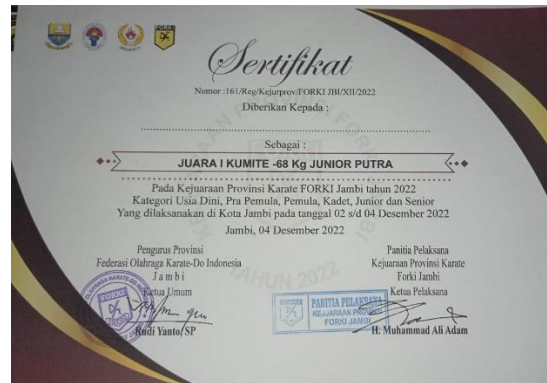 FORKI
Sertifikat
Nomor :161/Reg/Kejurprov/FORKI JBI/XII/2022
Diberikan Kepada :
Sebagai :
JUARA I KUMITE -68 Kg JUNIOR PUTRA
Pada Kejuaraan Provinsi Karate FORKI Jambi tahun 2022
Kategori Usia Dini, Pra Pemula, Pemula, Kadet, Junior dan Senior
Yang dilaksanakan di Kota Jambi pada tanggal 02 s/d 04 Desember 2022
Jambi, 04 Desember 2022
Pengurus Provinsi
Federasi Olahraga Karate-Do Indonesia
J a m b i
Ketua Umum
Rudi Yanto, SP
Panitia Pelaksana
Kejuaraan Provinsi Karate
Forki Jambi
Ketua Pelaksana
H. Muhammad Ali Adam
PANITIA PELAKSANA
KEJUARAAN PROVINSI
FORKI JAMBI
FORKI
TAHUN 2022